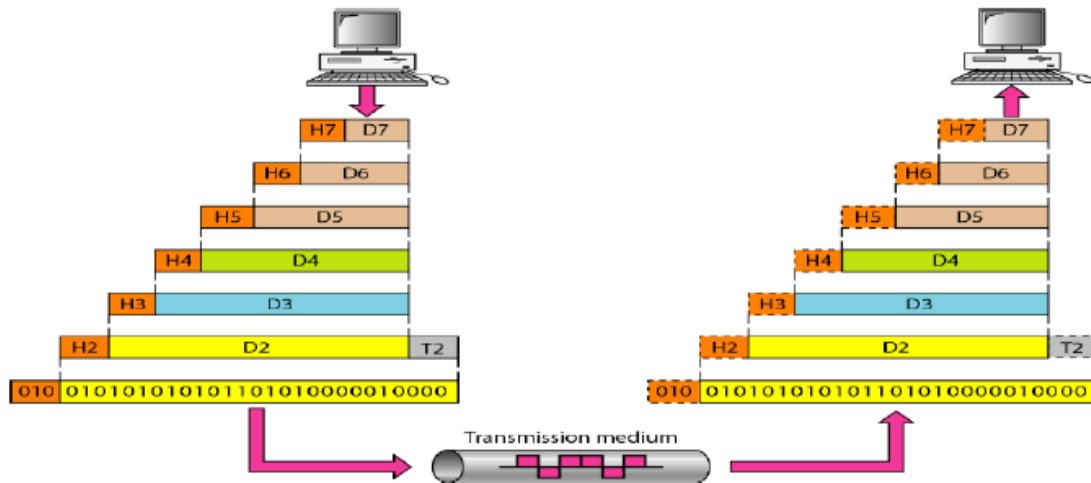 H7 D7 H7 D7
H6 D6 H6 D6
H5 D5 H5 D5
H4 D4 H4 D4
H3 D3 H3 D3
H2 D2 T2 H2 D2 T2
010 010101010101101010000010000 010 010101010101101010000010000
Transmission medium